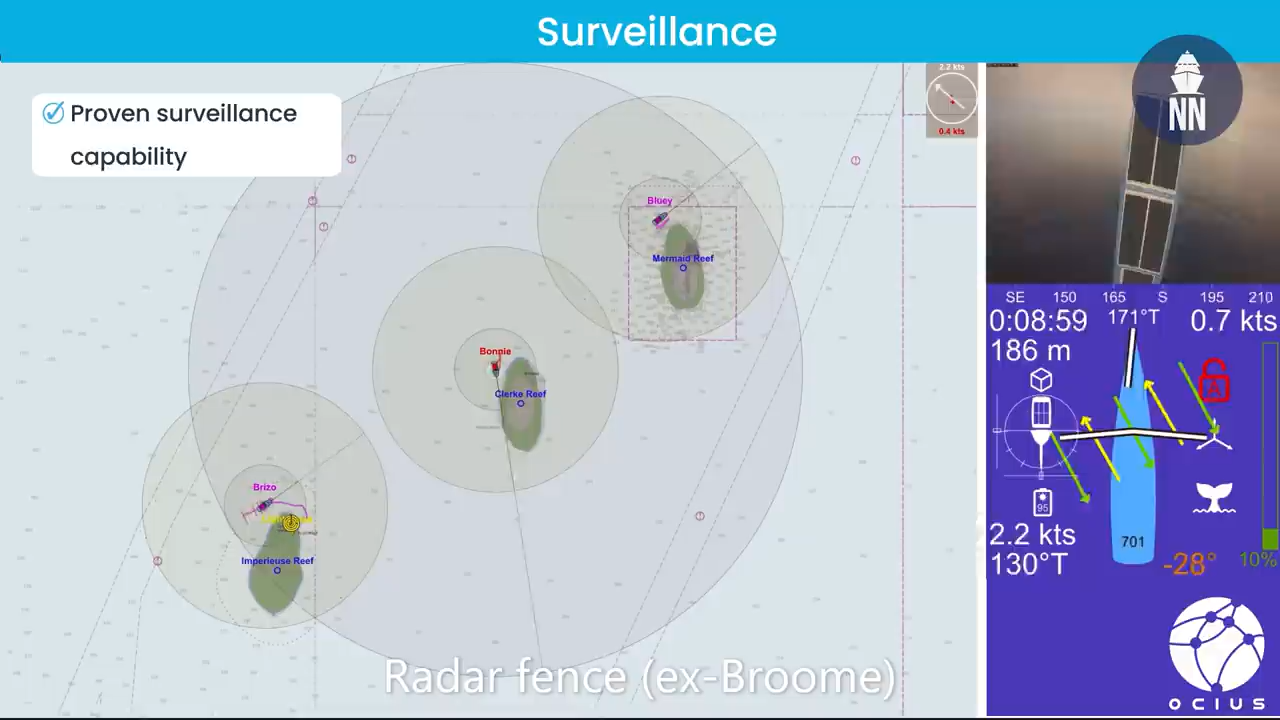 Surveillance
Proven surveillance
capability
2.2 kts
0.4 kts
NN
Bluey
Mermaid Reef
Bonnie
Clerke Reef
Brizo
Imperieuse Reef
SE 150 165 S 195 210
0:08:59 171°T 0.7 kts
186 m
A
95
2.2 kts
701
130°T -28° 10%
Radar fence (ex-Broome)
OCIUS